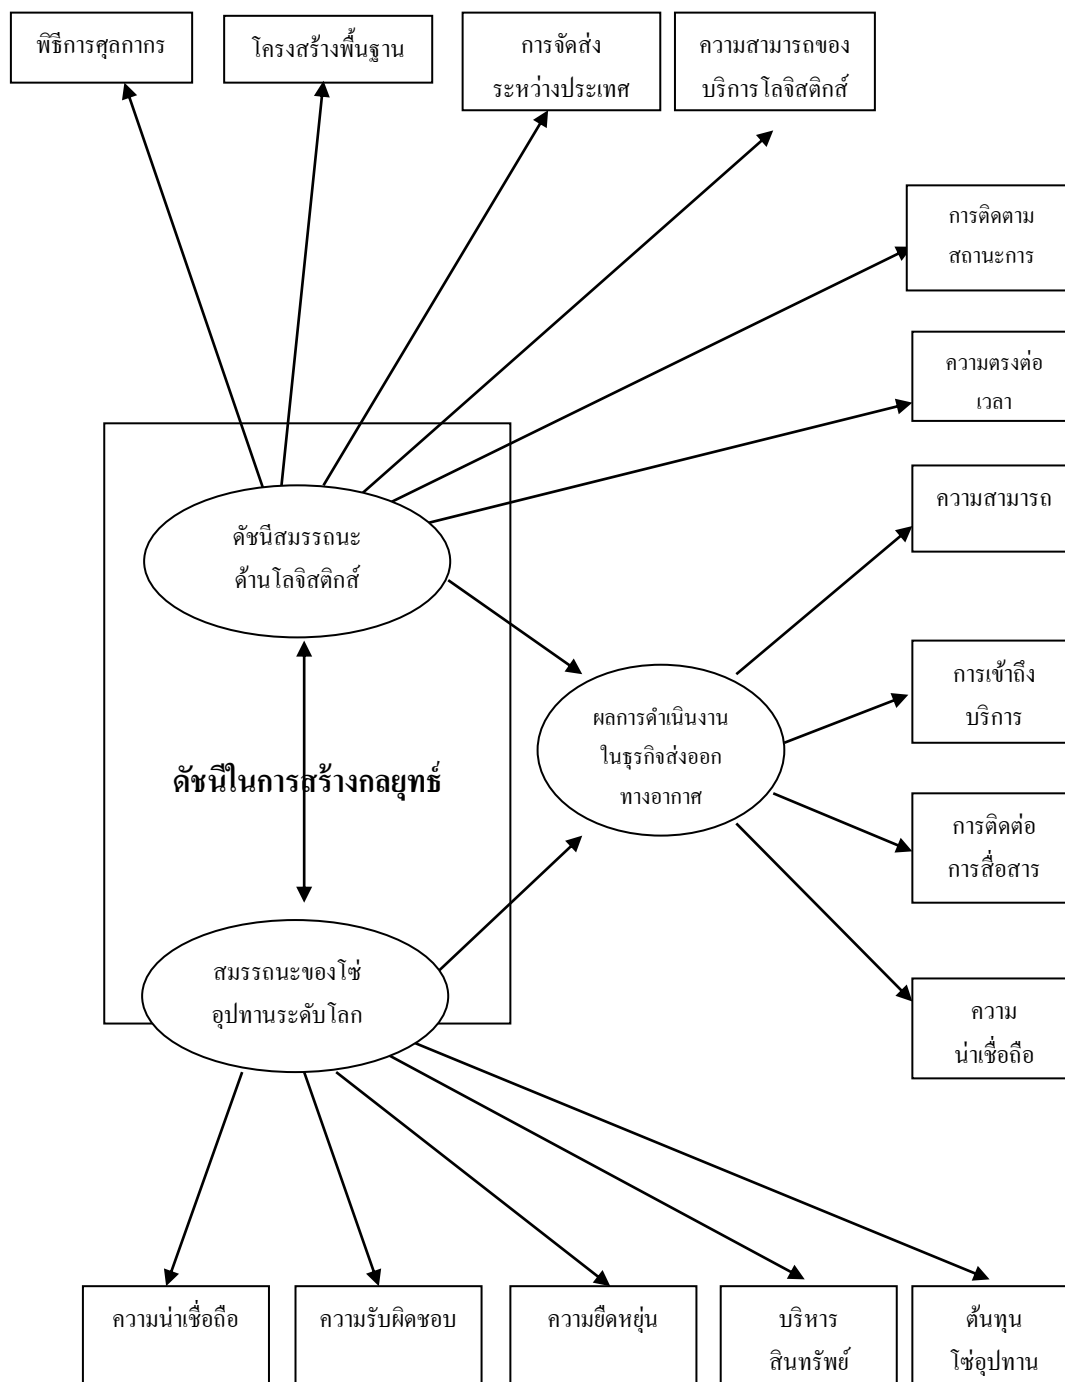 พิธีการศุลกากร
โครงสร้างพื้นฐาน
การจัดส่ง
ระหว่างประเทศ
ความสามารถของ
บริการโลจิสติกส์
การติดตาม
สถานะการ
ความตรงต่อ
เวลา
ความสามารถ
ดัชนีสมรรถนะ
ด้านโลจิสติกส์
การเข้าถึง
บริการ
ผลการดำเนินงาน
ในธุรกิจส่งออก
ทางอากาศ
ดัชนีในการสร้างกลยุทธ์
การติดต่อ
การสื่อสาร
สมรรถนะของโซ่
อุปทานระดับโลก
ความ
น่าเชื่อถือ
ความน่าเชื่อถือ
ความรับผิดชอบ
ความยืดหยุ่น
บริหาร
สินทรัพย์
ต้นทุน
โซ่อุปทาน